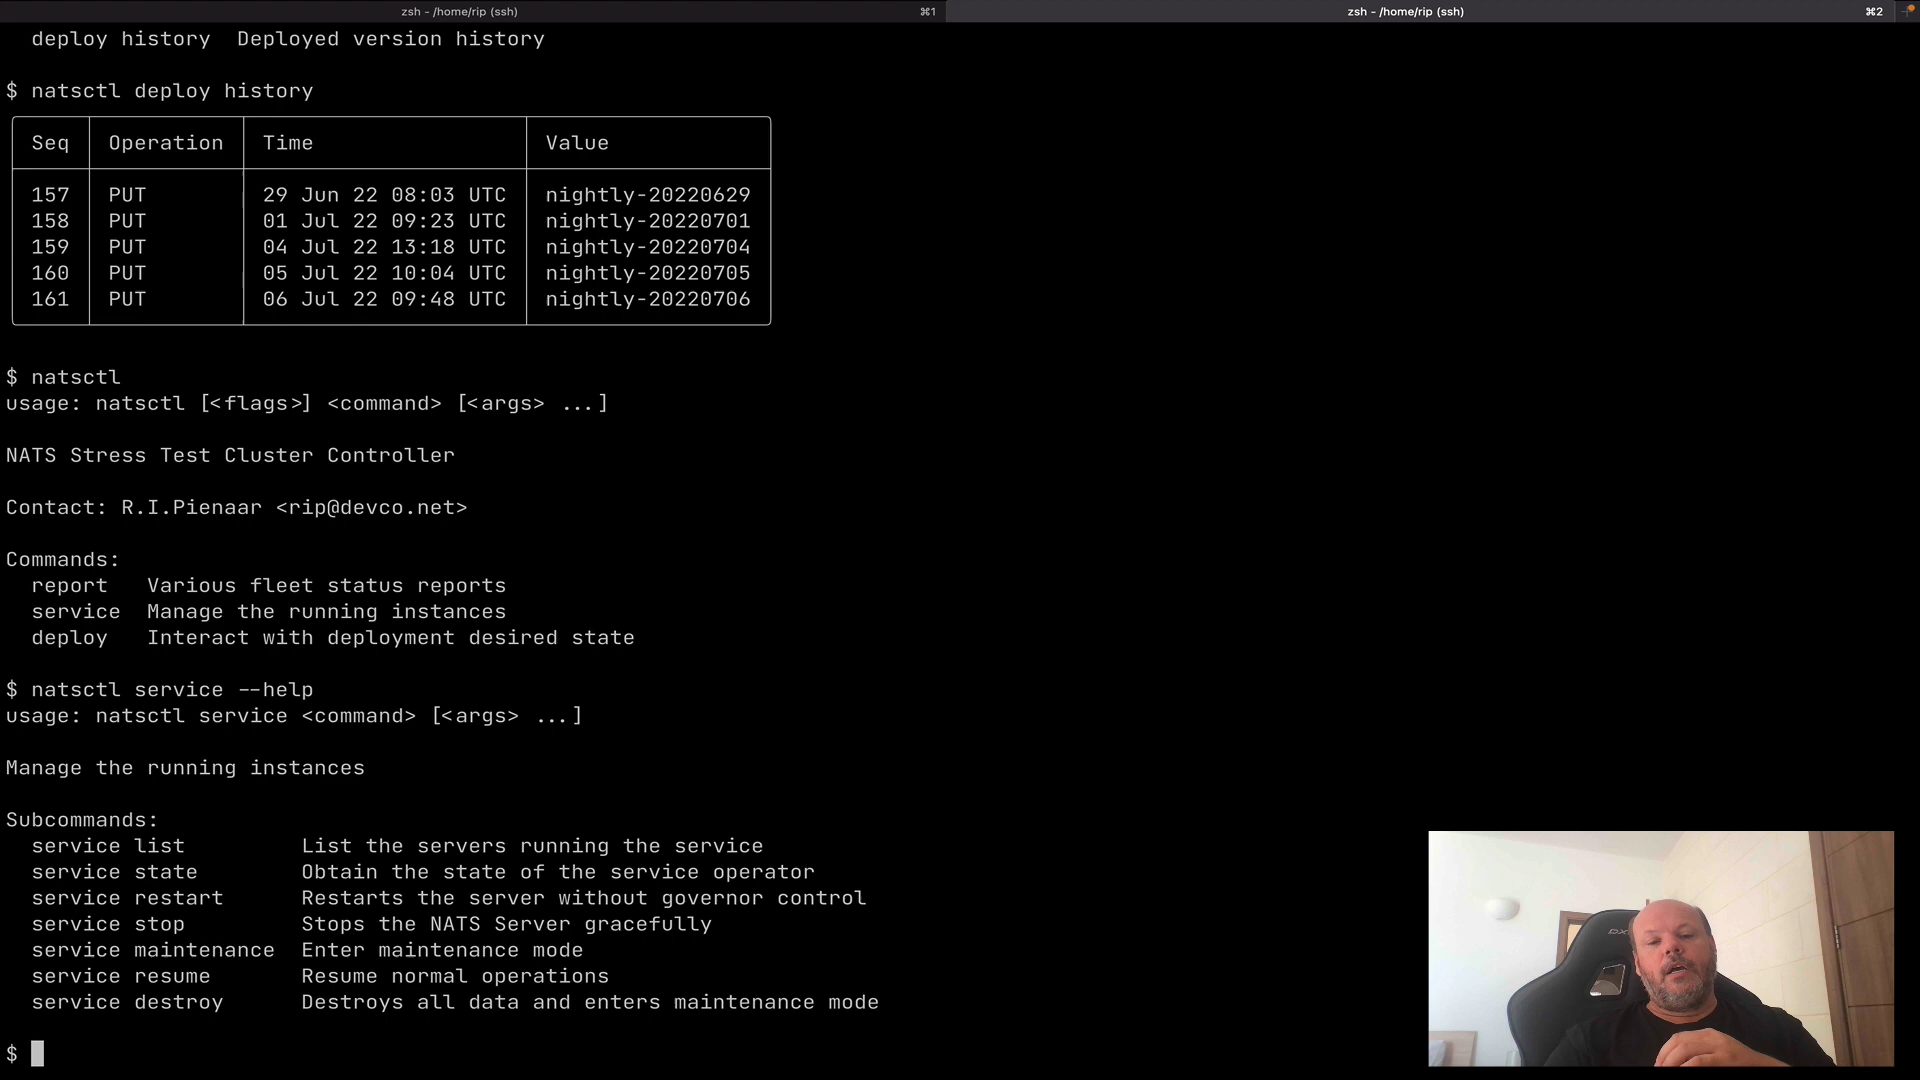 zsh - /home/rip (ssh) ⌘1 zsh - /home/rip (ssh) ⌘2
deploy history  Deployed version history
$ natsctl deploy history
Seq Operation Time Value
157 PUT 29 Jun 22 08:03 UTC nightly-20220629
158 PUT 01 Jul 22 09:23 UTC nightly-20220701
159 PUT 04 Jul 22 13:18 UTC nightly-20220704
160 PUT 05 Jul 22 10:04 UTC nightly-20220705
161 PUT 06 Jul 22 09:48 UTC nightly-20220706
$ natsctl
usage: natsctl [<flags>] <command> [<args> ...]
NATS Stress Test Cluster Controller
Contact: R.I.Pienaar <rip@devco.net>
Commands:
report   Various fleet status reports
service  Manage the running instances
deploy   Interact with deployment desired state
$ natsctl service --help
usage: natsctl service <command> [<args> ...]
Manage the running instances
Subcommands:
service list         List the servers running the service
service state        Obtain the state of the service operator
service restart      Restarts the server without governor control
service stop         Stops the NATS Server gracefully
service maintenance  Enter maintenance mode
service resume       Resume normal operations
service destroy      Destroys all data and enters maintenance mode
$